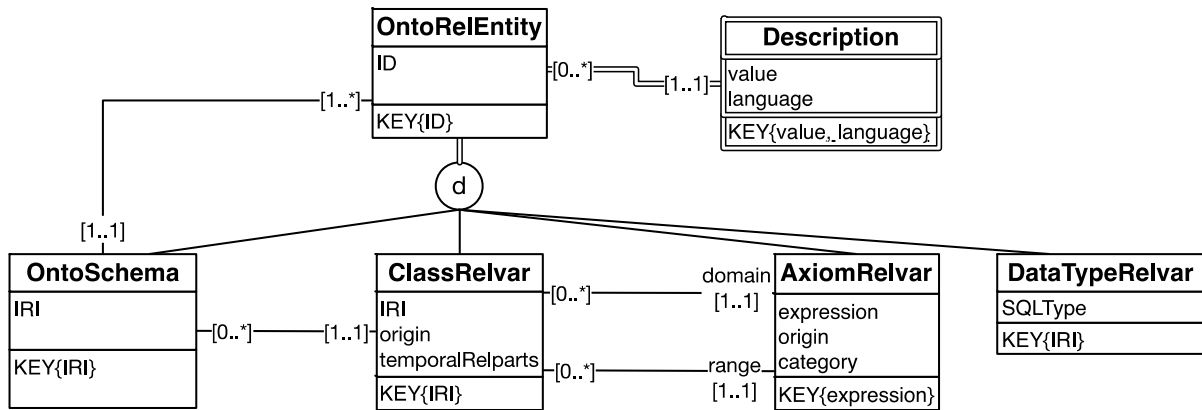 OntoRelEntity
ID
KEY{ID}
[0..*]
[1..1]
Description
value
language
KEY{value, language}
[1..*]
[1..1]
d
OntoSchema
IRI
KEY{IRI}
[0..*]
[1..1]
ClassRelvar
IRI
origin
temporalRelparts
KEY{IRI}
[0..*]
domain
[1..1]
[0..*]
range
[1..1]
AxiomRelvar
expression
origin
category
KEY{expression}
DataTypeRelvar
SQLType
KEY{IRI}